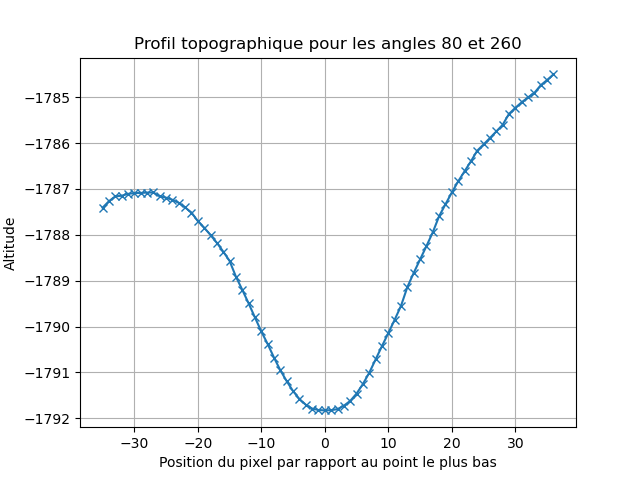 Profil topographique pour les angles 80 et 260
−1785
−1786
−1787
−1788
−1789
−1790
−1791
−1792
Altitude
−30 −20 −10 0 10 20 30
Position du pixel par rapport au point le plus bas